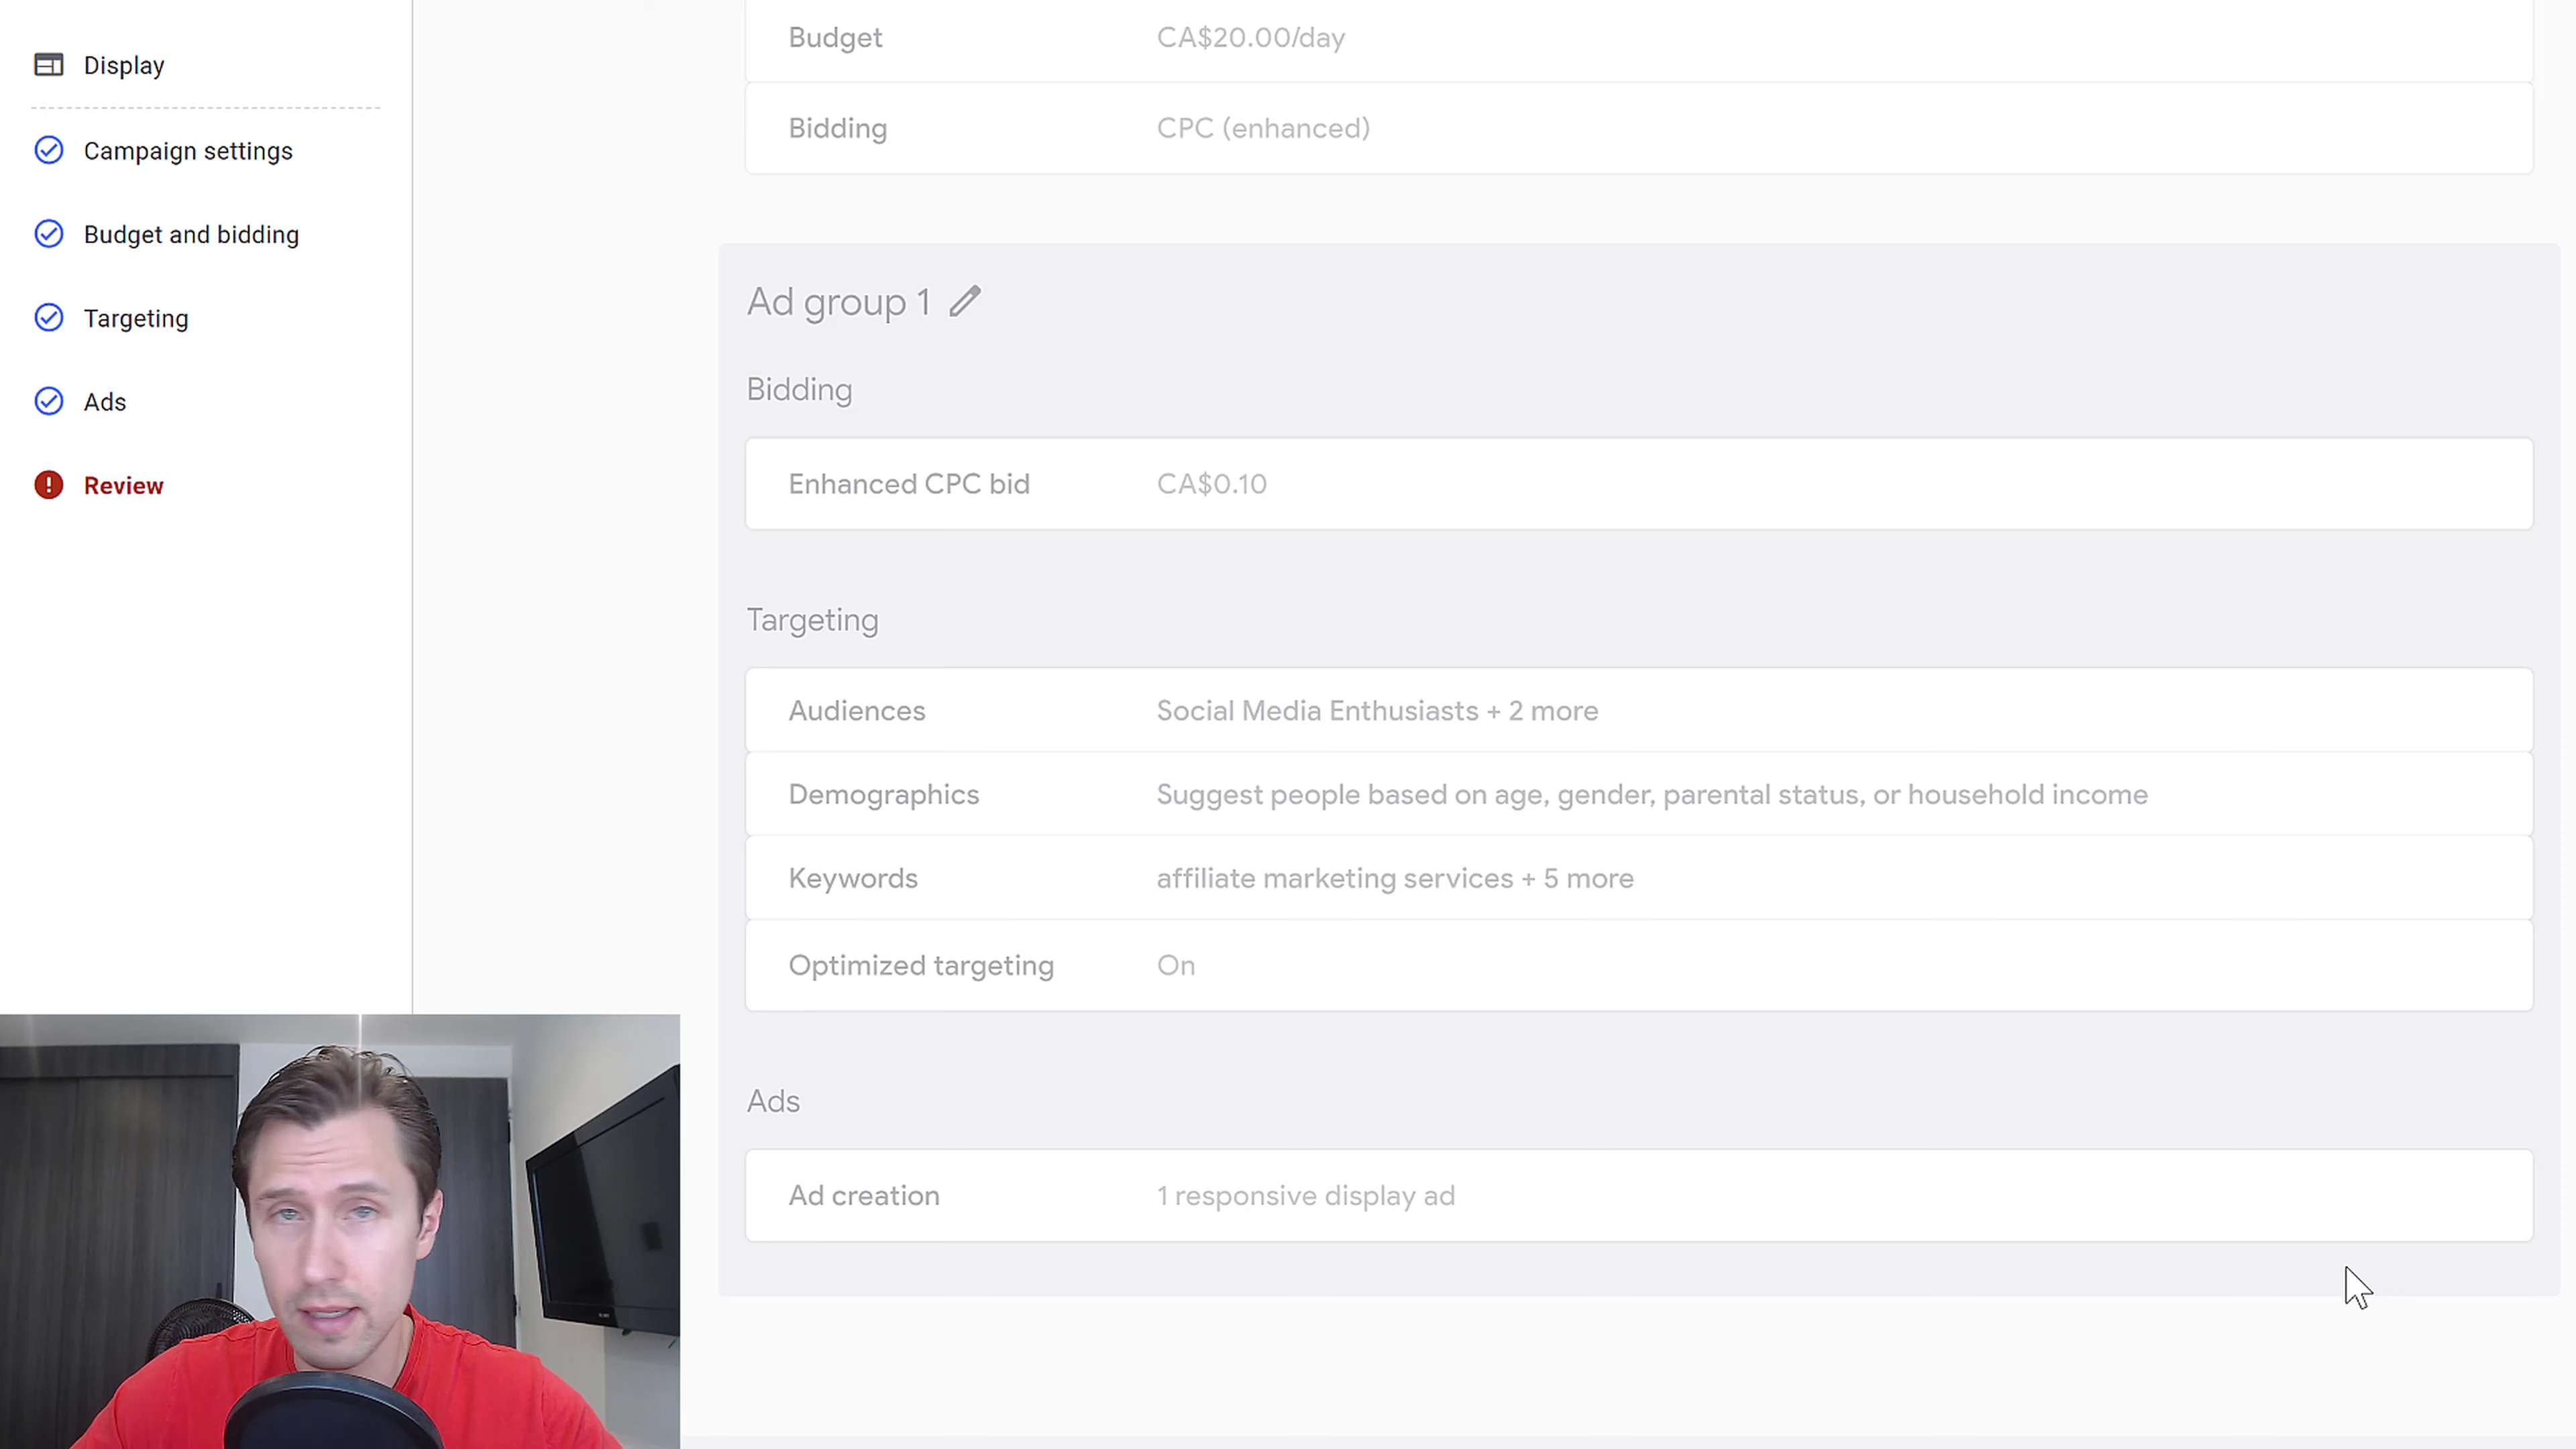 Display
Campaign settings
Budget and bidding
Targeting
Ads
Review
Budget CA$20.00/day
Bidding CPC (enhanced)
Ad group 1
Bidding
Enhanced CPC bid CA$0.10
Targeting
Audiences Social Media Enthusiasts + 2 more
Demographics Suggest people based on age, gender, parental status, or household income
Keywords affiliate marketing services + 5 more
Optimized targeting On
Ads
Ad creation 1 responsive display ad